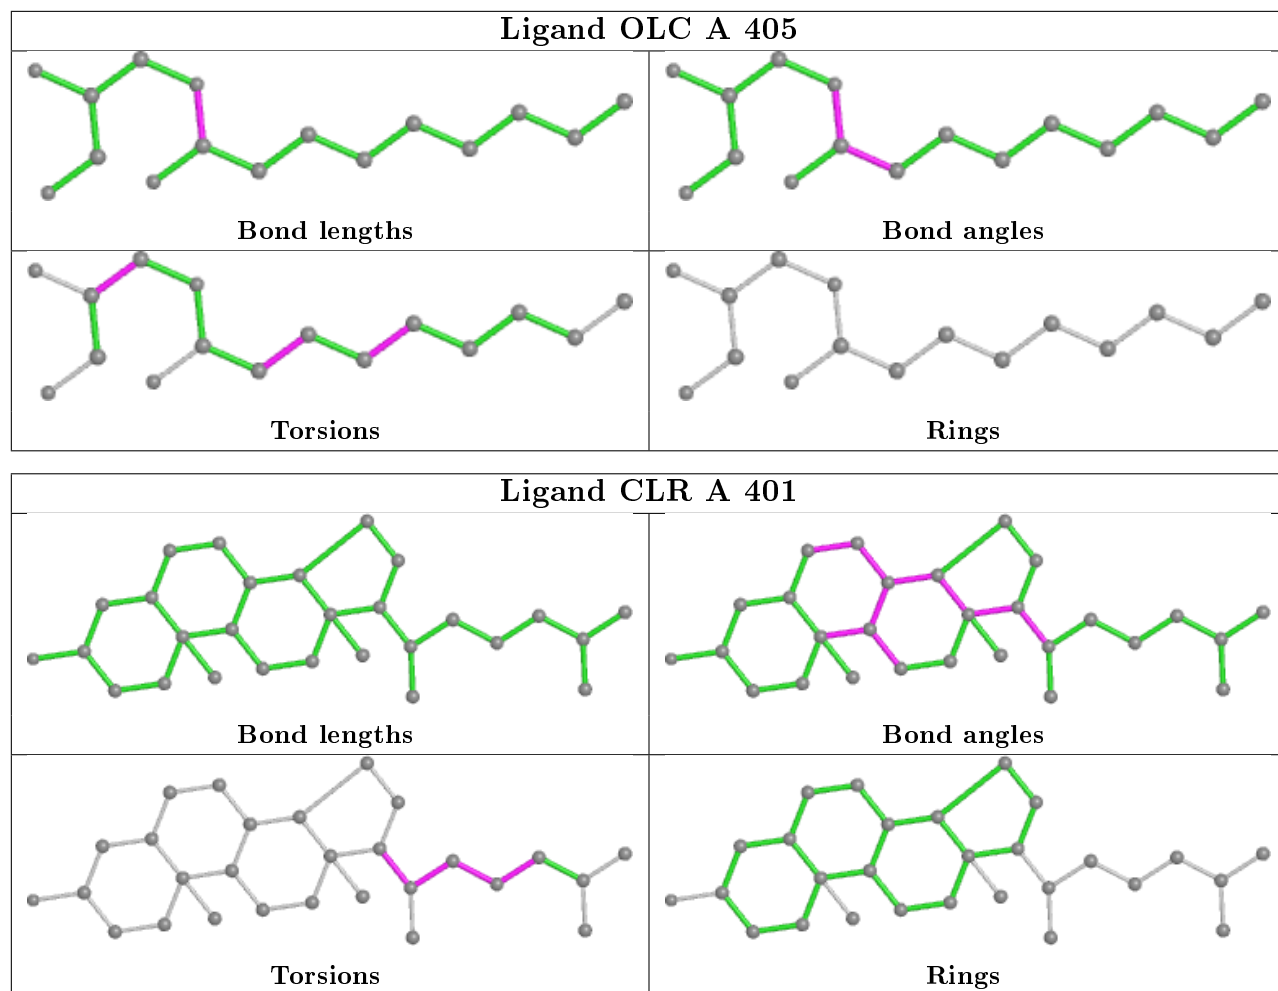 Ligand OLC A 405
Bond lengths
Bond angles
Torsions
Rings
Ligand CLR A 401
Bond lengths
Bond angles
Torsions
Rings